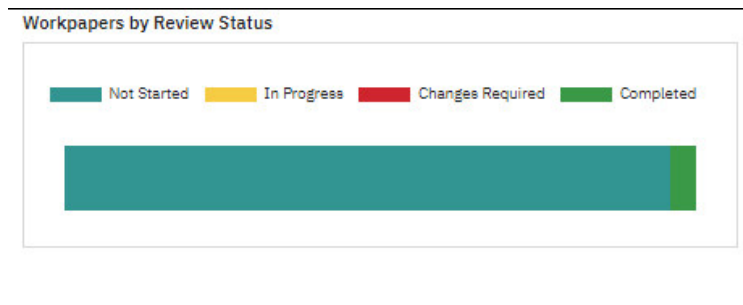 Workpapers by Review Status
Not Started In Progress Changes Required Completed